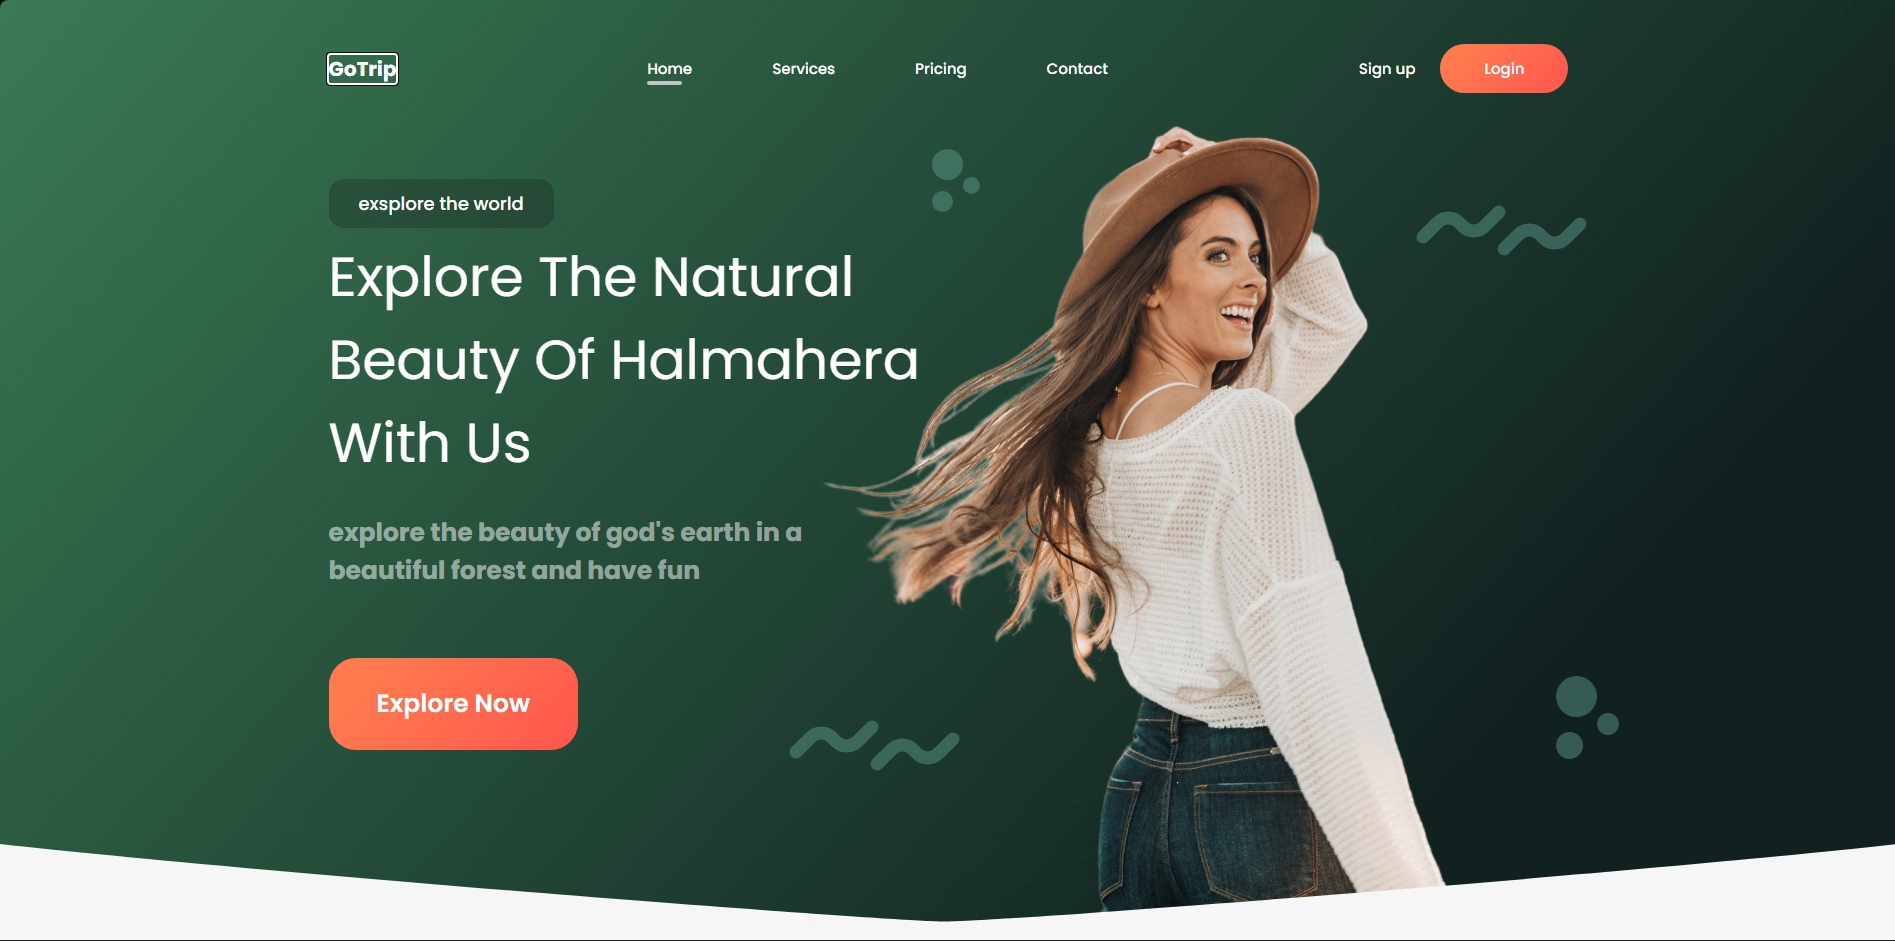 GoTrip
Home Services Pricing Contact
Sign up Login
exsplore the world
Explore The Natural
Beauty Of Halmahera
With Us
explore the beauty of god's earth in a
beautiful forest and have fun
Explore Now